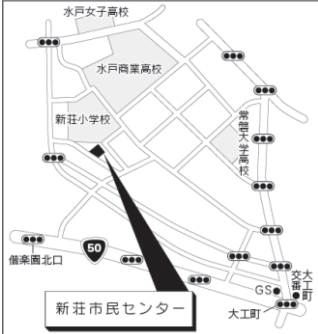 水戸女子高校
水戸商業高校
新荘小学校
常磐大学高校
偕楽園北口
50
GS
大工町交番
大工町
新荘市民センター